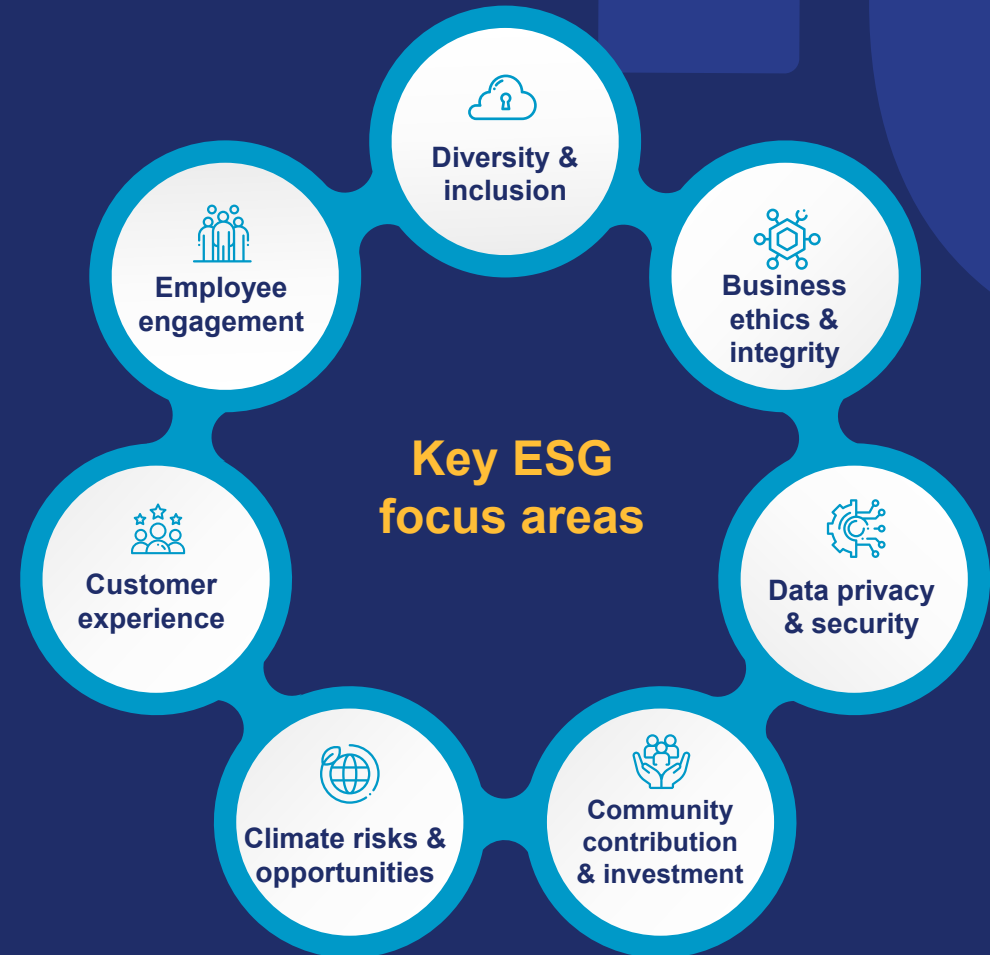 Diversity &
inclusion
Employee
engagement
Business
ethics &
integrity
Key ESG
focus areas
Customer
experience
Data privacy
& security
Climate risks &
opportunities
Community
contribution
& investment